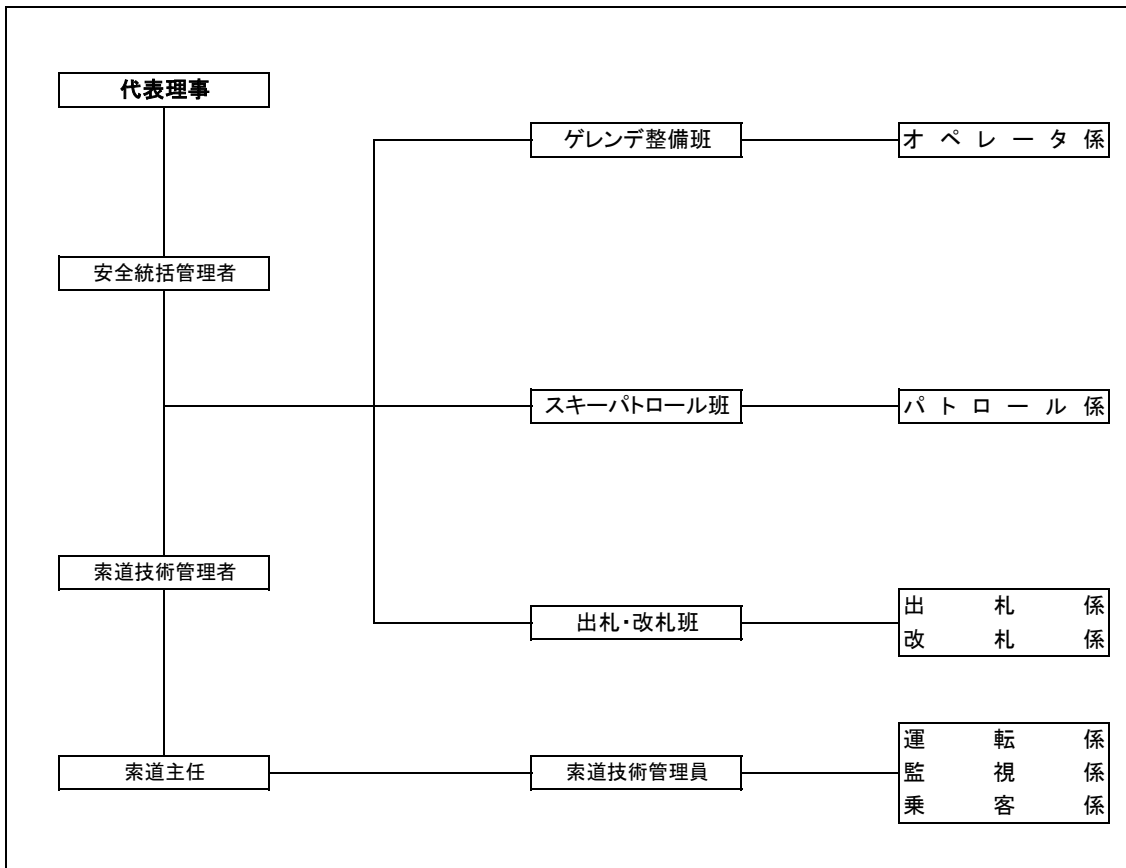 代表理事
ゲレンデ整備班
オペレータ係
安全統括管理者
スキーパトロール班
パトロール係
索道技術管理者
出札・改札班
出札係
改札係
索道主任
索道技術管理員
運転係
監視係
乗客係